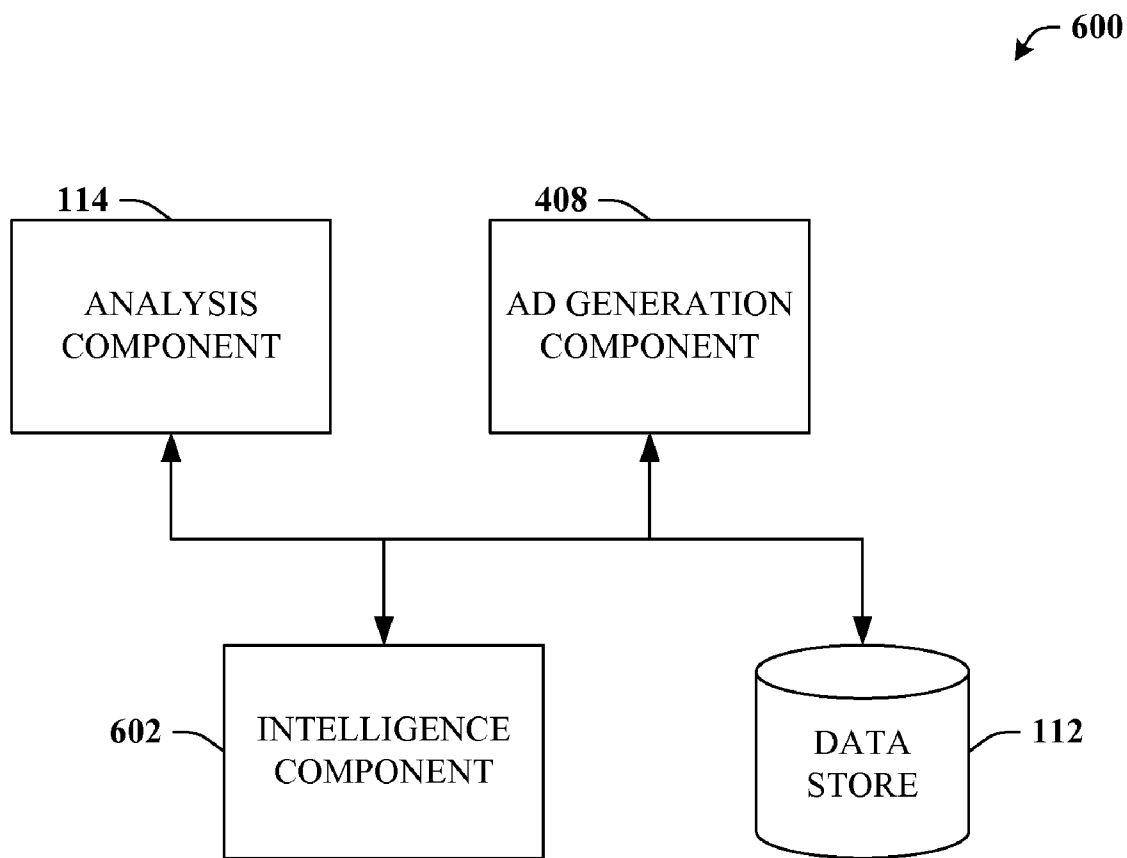 600
114
408
ANALYSIS
COMPONENT
AD GENERATION
COMPONENT
602
INTELLIGENCE
COMPONENT
DATA
STORE
112